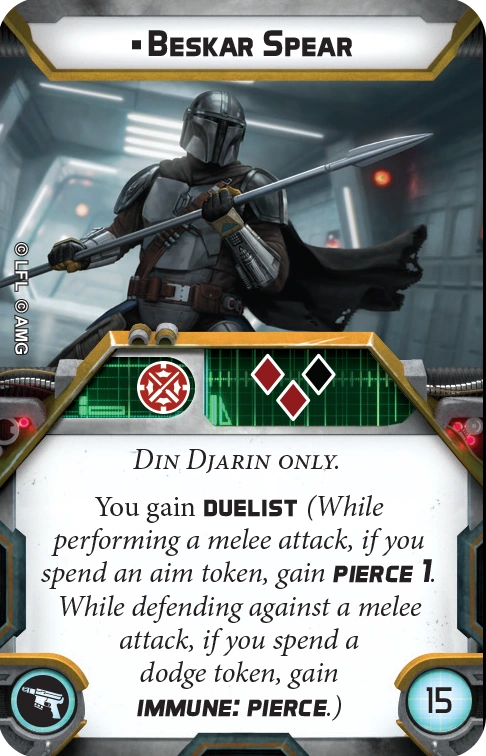 ▪ Beskar Spear
© LFL © AMG
Din Djarin only.
You gain duelist (While
performing a melee attack, if you
spend an aim token, gain pierce 1.
While defending against a melee
attack, if you spend a
dodge token, gain
immune: pierce.)
15